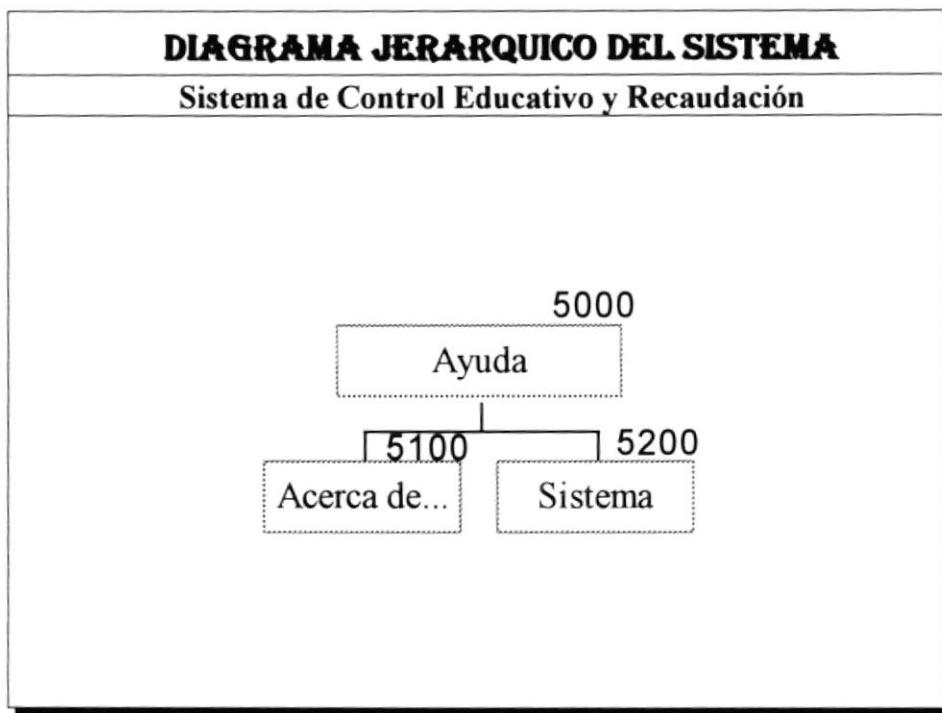 DIAGRAMA JERARQUICO DEL SISTEMA
Sistema de Control Educativo y Recaudación
5000
Ayuda
5100
5200
Acerca de...
Sistema